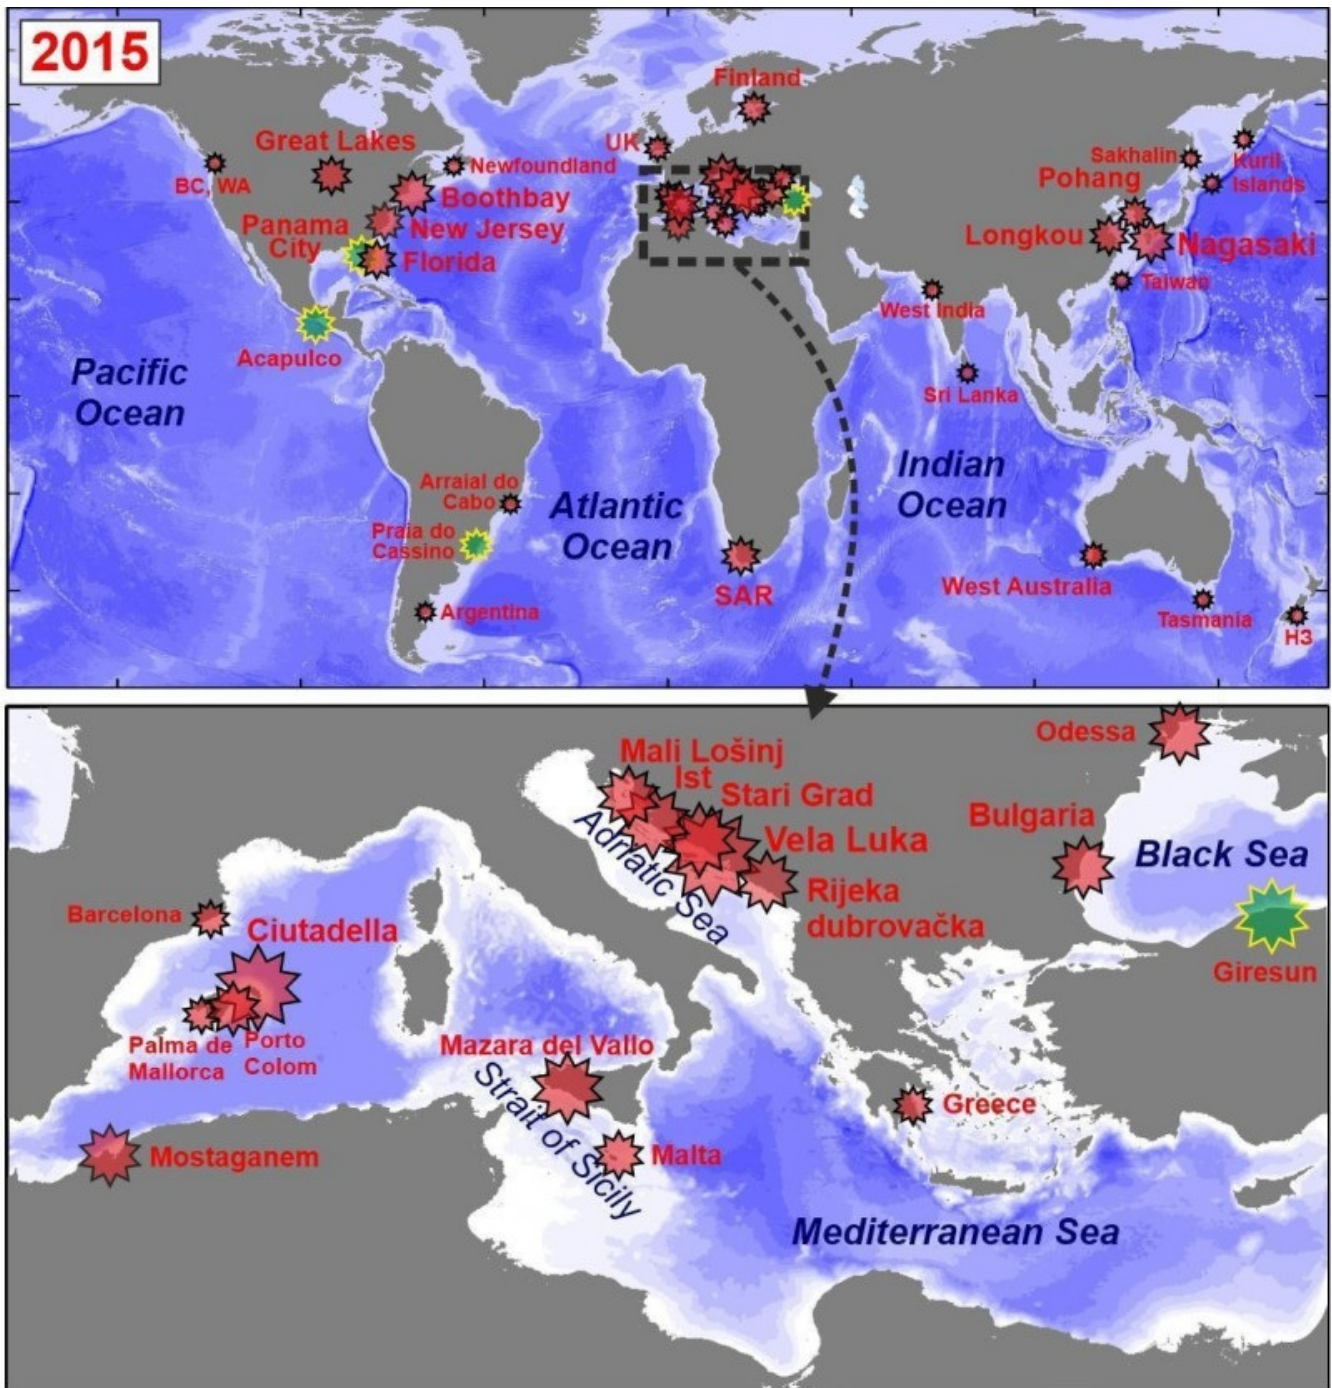 2015
Finland
Great Lakes
UK
Newfoundland
BC, WA
Boothbay
Sakhalin
Kuril
Islands
Pohang
Panama
City
New Jersey
Florida
Longkou
Nagasaki
Taiwan
West India
Acapulco
Sri Lanka
Pacific
Ocean
Indian
Ocean
Arraial do
Cabo
Atlantic
Ocean
Praia do
Cassino
SAR
West Australia
Argentina
Tasmania
H3
Odessa
Mali Lošinj
Ist
Stari Grad
Bulgaria
Vela Luka
Black Sea
Adriatic Sea
Rijeka
dubrovačka
Barcelona
Ciutadella
Giresun
Palma de
Mallorca
Porto
Colom
Mazara del Vallo
Strait of Sicily
Greece
Mostaganem
Malta
Mediterranean Sea